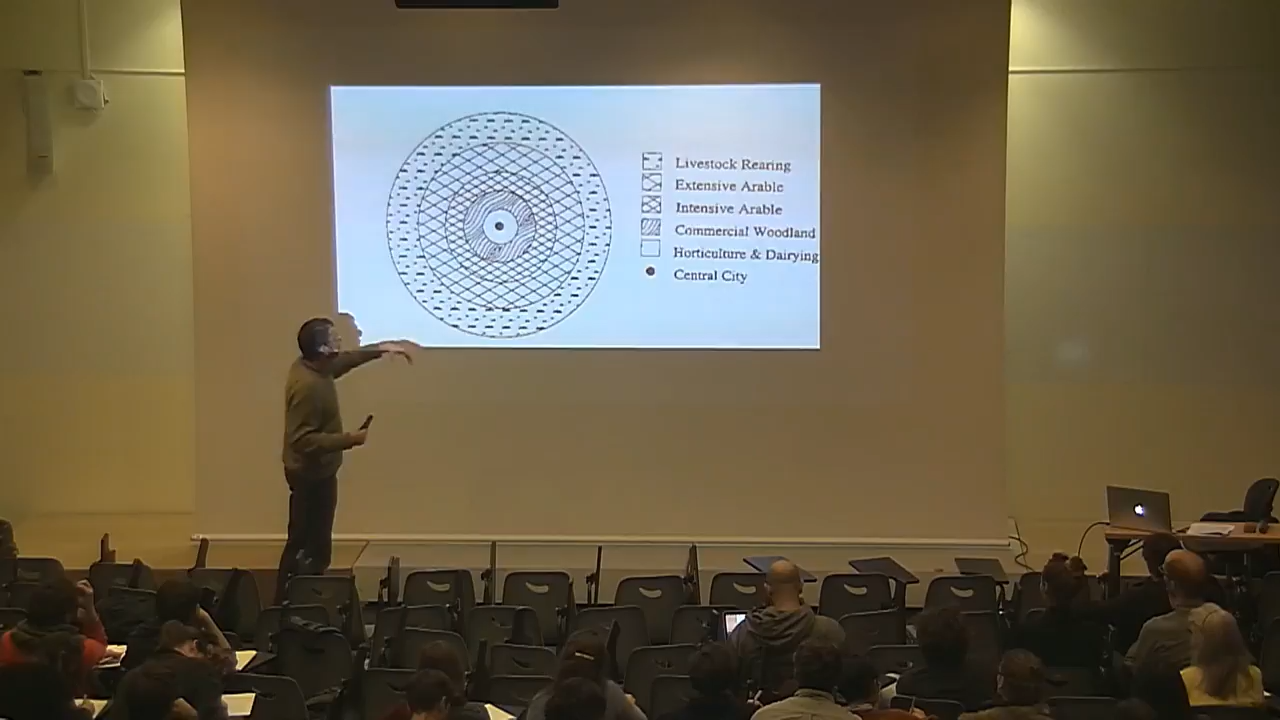 Livestock Rearing
Extensive Arable
Intensive Arable
Commercial Woodland
Horticulture & Dairying
Central City